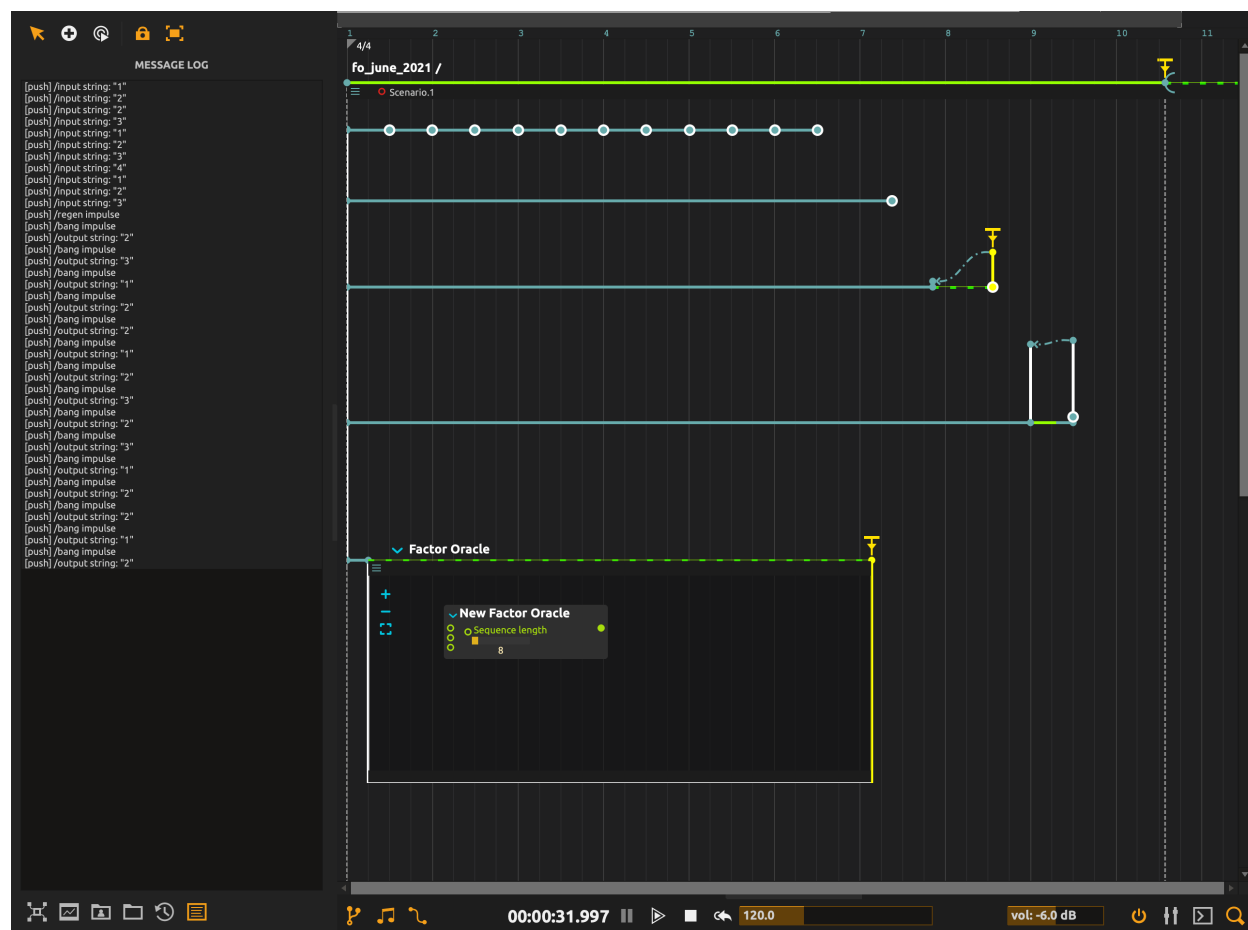 MESSAGE LOG
[push] /input string: "1"
[push] /input string: "2"
[push] /input string: "2"
[push] /input string: "3"
[push] /input string: "1"
[push] /input string: "2"
[push] /input string: "3"
[push] /input string: "4"
[push] /input string: "1"
[push] /input string: "2"
[push] /input string: "3"
[push] /regen impulse
[push] /bang impulse
[push] /output string: "2"
[push] /bang impulse
[push] /output string: "3"
[push] /bang impulse
[push] /output string: "1"
[push] /bang impulse
[push] /output string: "2"
[push] /bang impulse
[push] /output string: "2"
[push] /bang impulse
[push] /output string: "1"
[push] /bang impulse
[push] /output string: "2"
[push] /bang impulse
[push] /output string: "3"
[push] /bang impulse
[push] /output string: "2"
[push] /bang impulse
[push] /output string: "3"
[push] /bang impulse
[push] /output string: "1"
[push] /bang impulse
[push] /output string: "2"
[push] /bang impulse
[push] /output string: "2"
[push] /bang impulse
[push] /output string: "1"
[push] /bang impulse
[push] /output string: "2"
1 2 3 4 5 6 7 8 9 10 11
4/4
fo_june_2021 /
Scenario.1
Factor Oracle
New Factor Oracle
Sequence length
8
00:00:31.997 120.0 vol: -6.0 dB